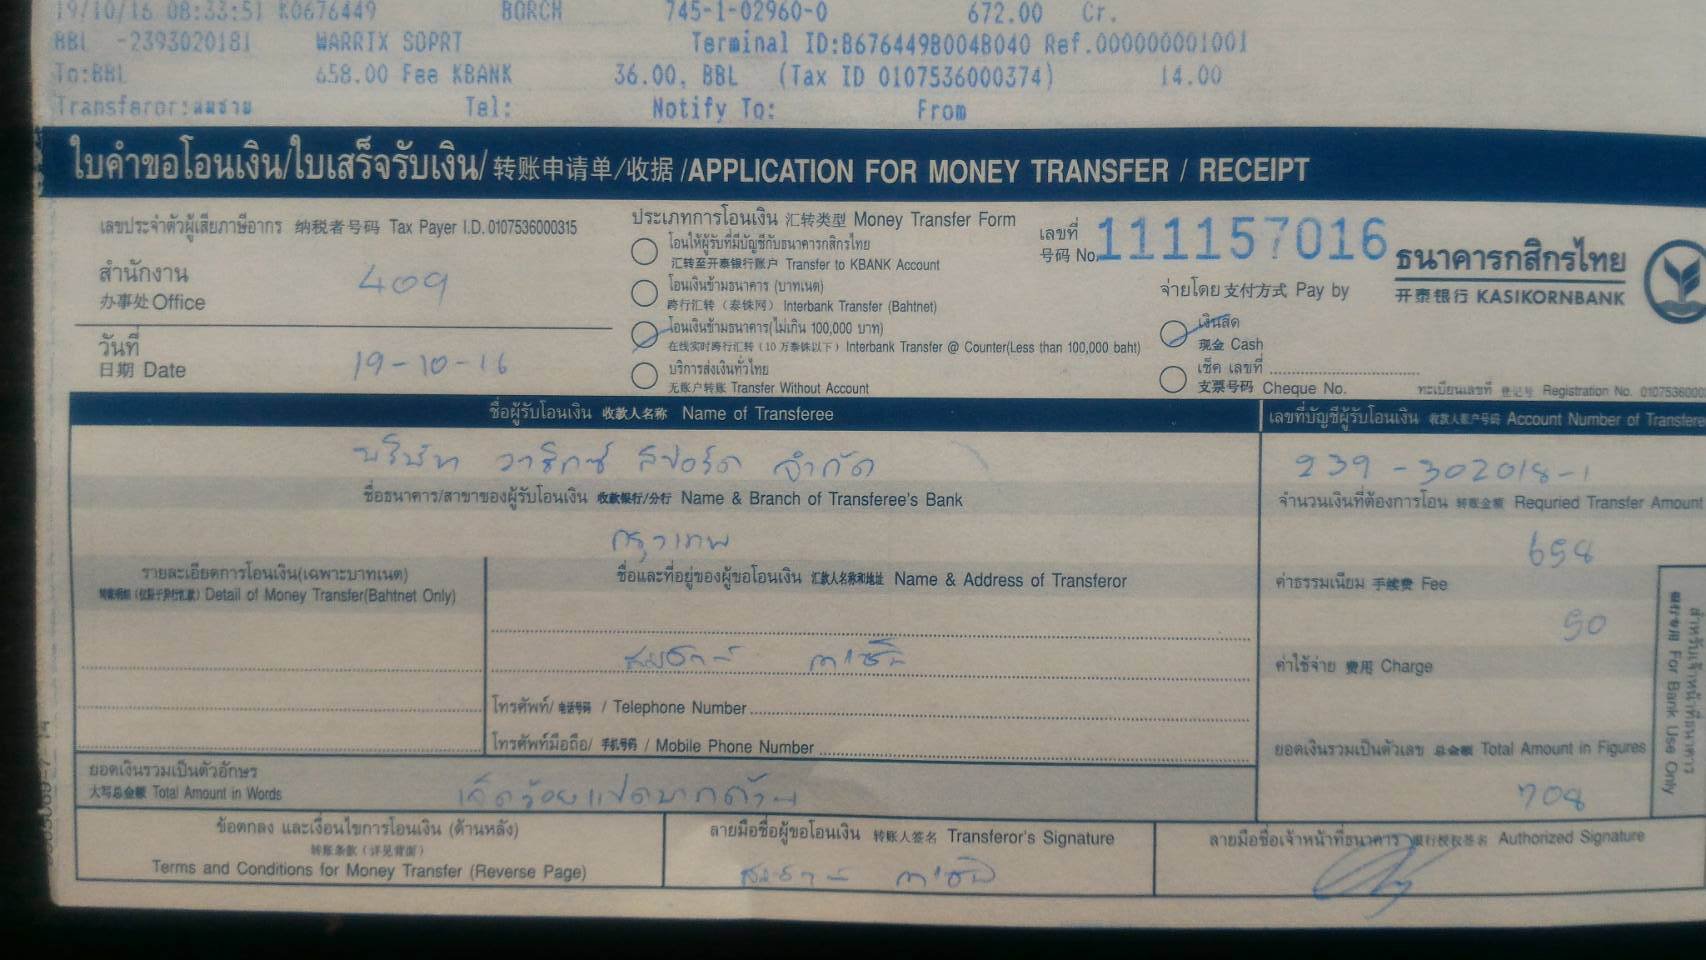 19/10/16 08:33:51 K0676449 BORCH 745-1-02960-0 672.00 Cr.
BBL -2393020181 WARRIX SOPRT Terminal ID:B67644980048040 Ref.000000001001
To:BBL 658.00 Fee KBANK 36.00, BBL (Tax ID 0107536000374) 14.00
Transferor:สมชาย Tel: Notify To: From
ใบคำขอโอนเงิน/ใบเสร็จรับเงิน/转账申请单/收据/APPLICATION FOR MONEY TRANSFER / RECEIPT
เลขประจำตัวผู้เสียภาษีอากร 纳税者号码 Tax Payer I.D. 0107536000315
สำนักงาน
办事处 Office 409
วันที่
日期 Date 19-10-16
ประเภทการโอนเงิน 汇转类型 Money Transfer Form
โอนให้ผู้รับที่มีบัญชีกับธนาคารกสิกรไทย
汇转至开泰银行账户 Transfer to KBANK Account
โอนเงินข้ามธนาคาร (บาทเนต)
跨行汇转（泰铢网）Interbank Transfer (Bahtnet)
โอนเงินข้ามธนาคาร(ไม่เกิน 100,000 บาท)
在线实时跨行汇转（10 万泰铢以下）Interbank Transfer @ Counter(Less than 100,000 baht)
บริการส่งเงินทั่วไทย
无账户转账 Transfer Without Account
เลขที่
号码 No. 111157016
จ่ายโดย 支付方式 Pay by
เงินสด
现金 Cash
เช็ค เลขที่
支票号码 Cheque No.
ธนาคารกสิกรไทย
开泰银行 KASIKORNBANK
ทะเบียนเลขที่ 登记号 Registration No.
ชื่อผู้รับโอนเงิน 收款人名称 Name of Transferee
บริษัท วาริกซ์ สปอร์ต จำกัด
เลขที่บัญชีผู้รับโอนเงิน 收款人账户号码 Account Number of Transfere
239-302018-1
ชื่อธนาคาร/สาขาของผู้รับโอนเงิน 收款银行/分行 Name & Branch of Transferee's Bank
กรุงเทพ
จำนวนเงินที่ต้องการโอน 转账金额 Requried Transfer Amount
658
รายละเอียดการโอนเงิน(เฉพาะบาทเนต)
Detail of Money Transfer(Bahtnet Only)
ชื่อและที่อยู่ของผู้ขอโอนเงิน 汇款人名称和地址 Name & Address of Transferor
ค่าธรรมเนียม 手续费 Fee
50
ค่าใช้จ่าย 费用 Charge
โทรศัพท์/ 电话号码 / Telephone Number
โทรศัพท์มือถือ/ 手机号码 / Mobile Phone Number
ยอดเงินรวมเป็นตัวเลข 总金额 Total Amount in Figures
708
สำหรับเจ้าหน้าที่ธนาคาร
银行专用 For Bank Use Only
ยอดเงินรวมเป็นตัวอักษร
大写总金额 Total Amount in Words เจ็ดร้อยแปดบาทถ้วน
ข้อตกลง และเงื่อนไขการโอนเงิน (ด้านหลัง)
转账条款（详见背面）
Terms and Conditions for Money Transfer (Reverse Page)
ลายมือชื่อผู้ขอโอนเงิน 转账人签名 Transferor's Signature
ลายมือชื่อเจ้าหน้าที่ธนาคาร 银行授权签名 Authorized Signature